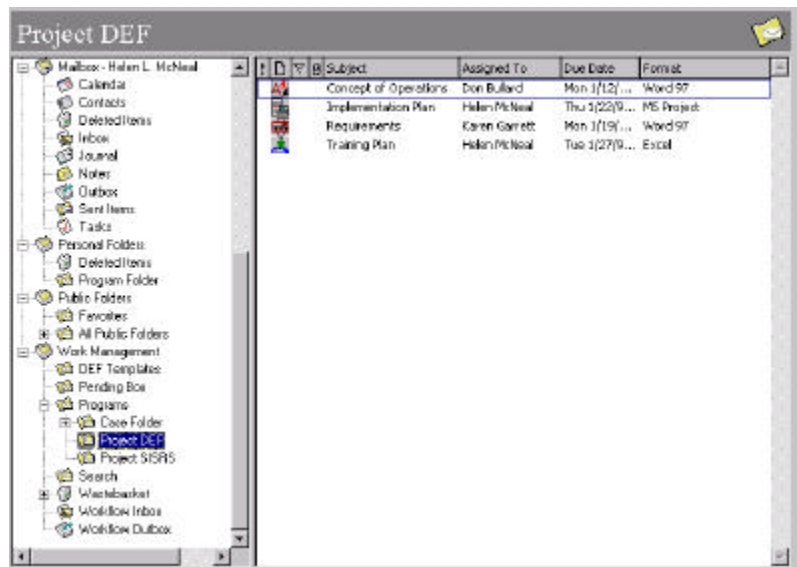 Project DEF
Mailbox - Helen L. McNeal
Calendar
Contacts
Deleted Items
Inbox
Journal
Notes
Outbox
Sent Items
Tasks
Personal Folders
Deleted Items
Program Folder
Public Folders
Favorites
All Public Folders
Work Management
DEF Templates
Pending Box
Programs
Case Folder
Project DEF
Project SISRS
Search
Wastebasket
Workflow Inbox
Workflow Outbox
! Subject Assigned To Due Date Format
Concept of Operations Don Bullard Mon 1/12/... Word 97
Implementation Plan Helen McNeal Thu 1/22/9... MS Project
Requirements Karen Garrett Mon 1/19/... Word 97
Training Plan Helen McNeal Tue 1/27/9... Excel